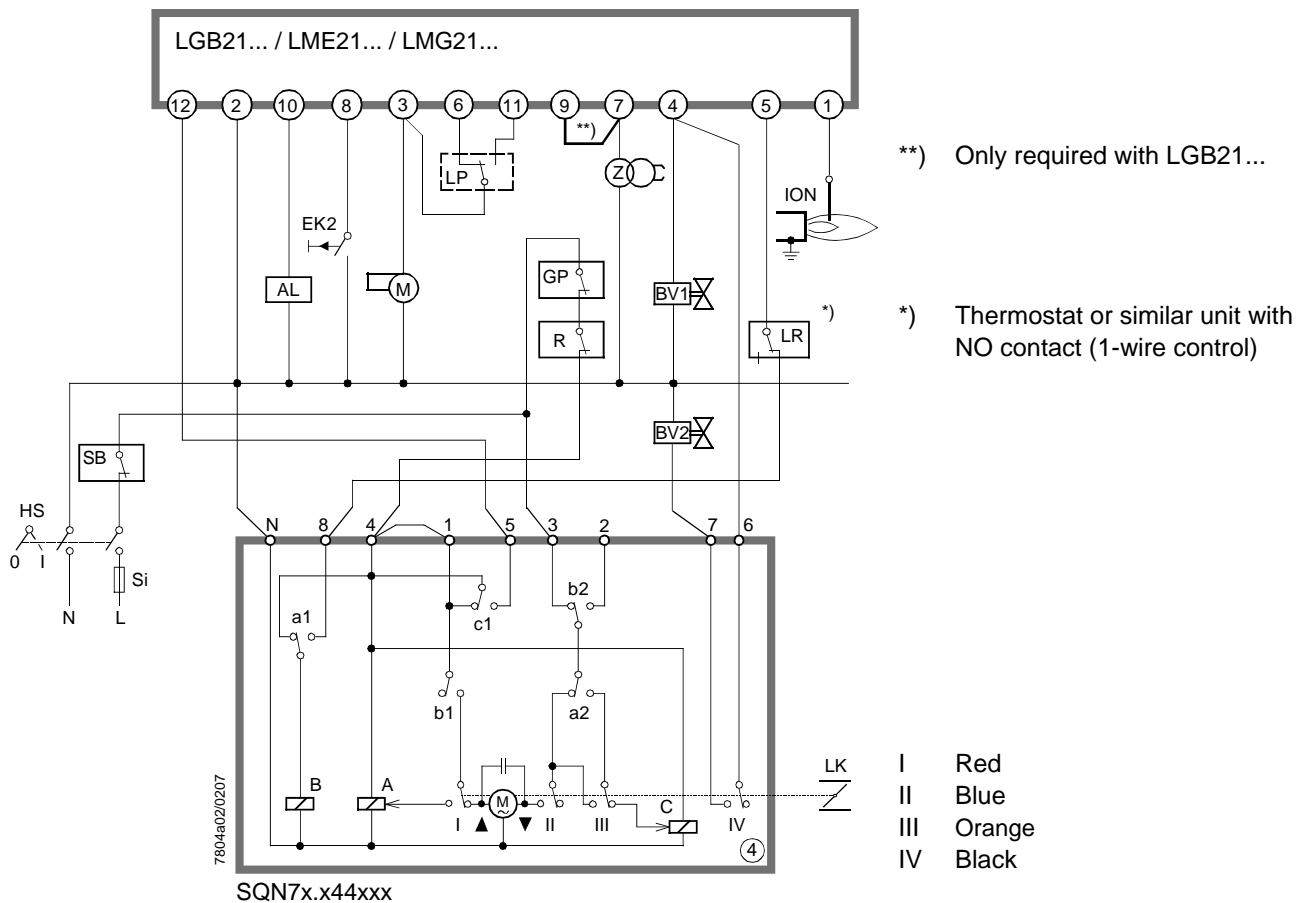 LGB21... / LME21... / LMG21...
12 2 10 8 3 6 11 9 7 4 5 1
**)
**) Only required with LGB21...
LP
Z
ION
EK2
GP
AL
M
BV1
*)
*) Thermostat or similar unit with
NO contact (1-wire control)
R
LR
BV2
SB
HS
0 I
Si
N L
N 8 4 1 5 3 2 7 6
b2
a1
c1
b1
a2
LK
B A M ~ C
I II III IV
4
7804a02/0207
I Red
II Blue
III Orange
IV Black
SQN7x.x44xxx